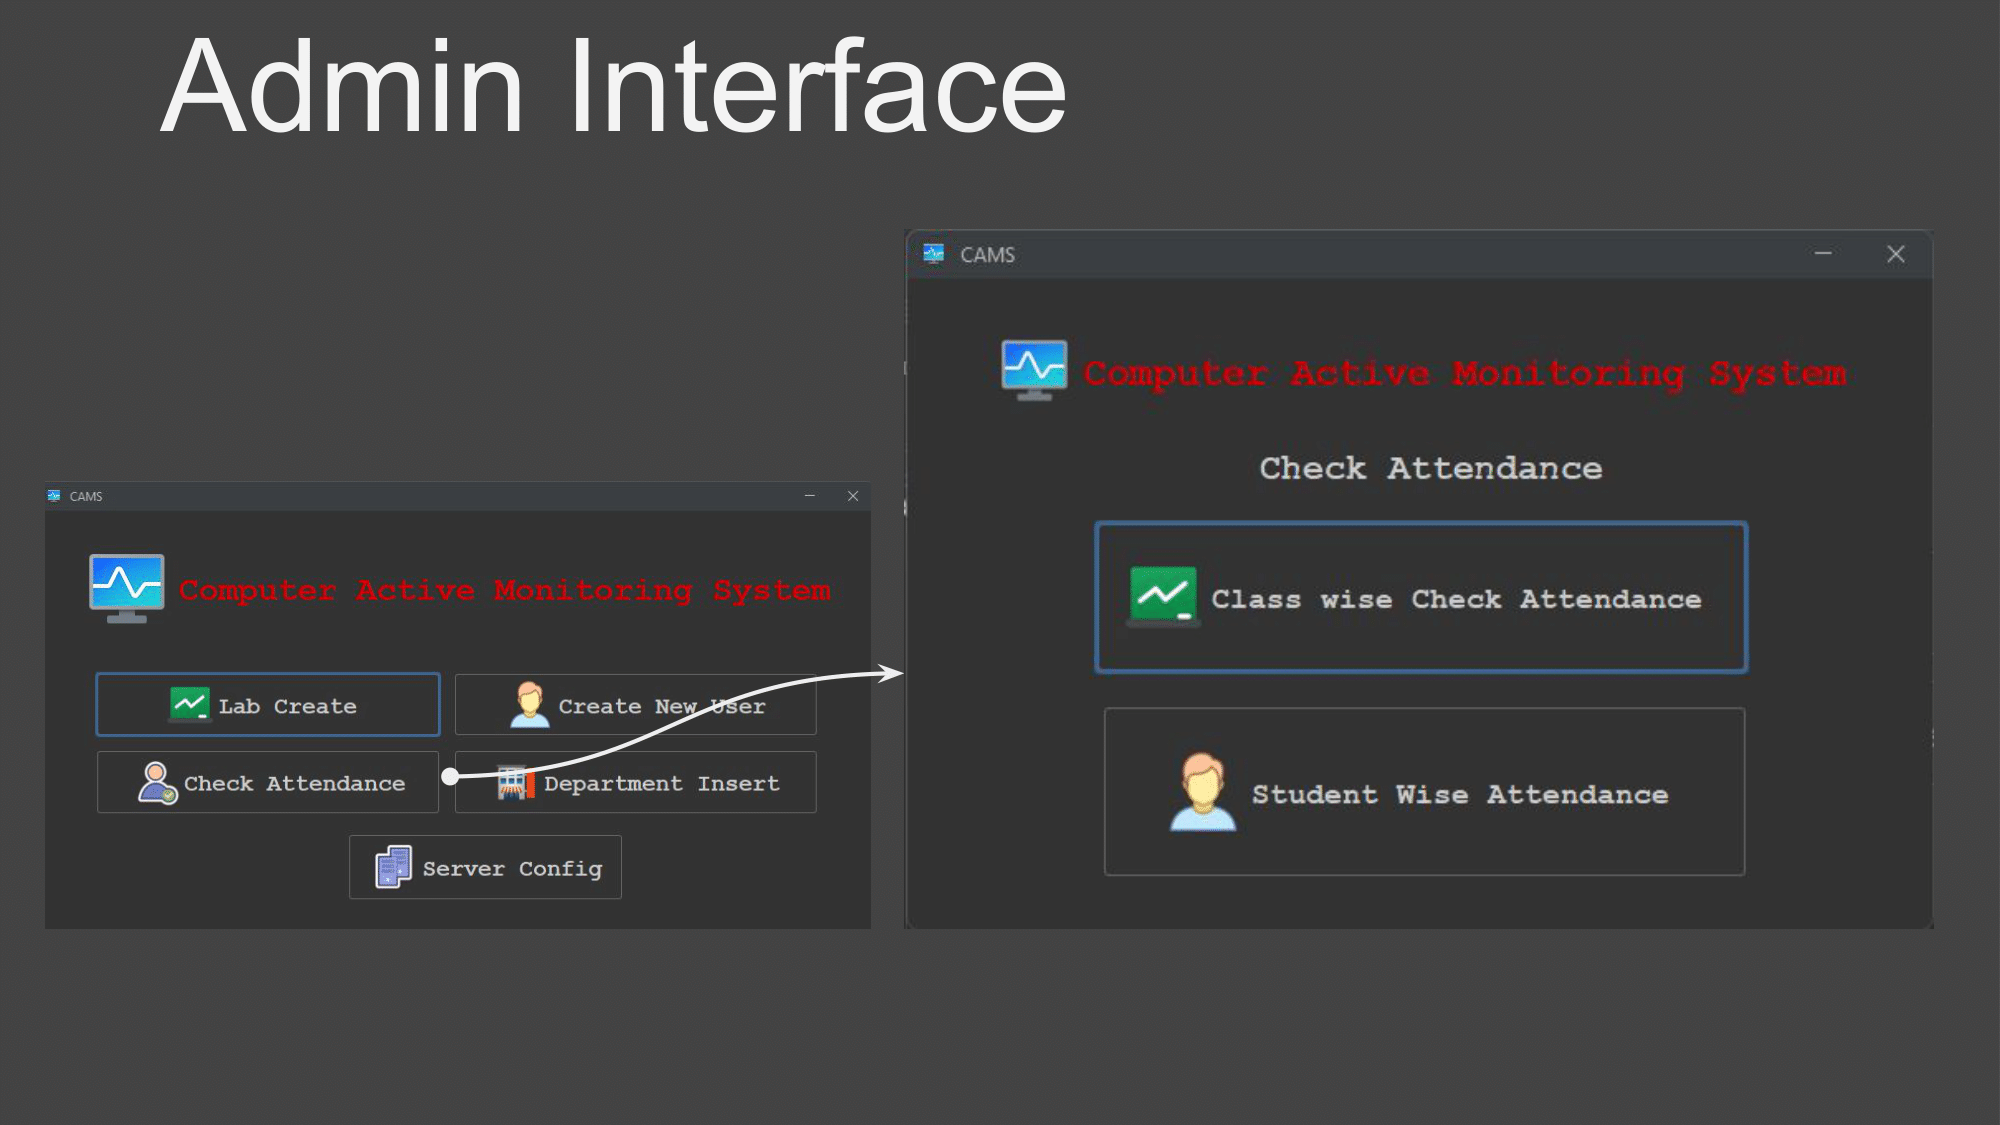 Admin Interface
CAMS
Computer Active Monitoring System
Lab Create
Create New User
Check Attendance
Department Insert
Server Config
CAMS
Computer Active Monitoring System
Check Attendance
Class wise Check Attendance
Student Wise Attendance